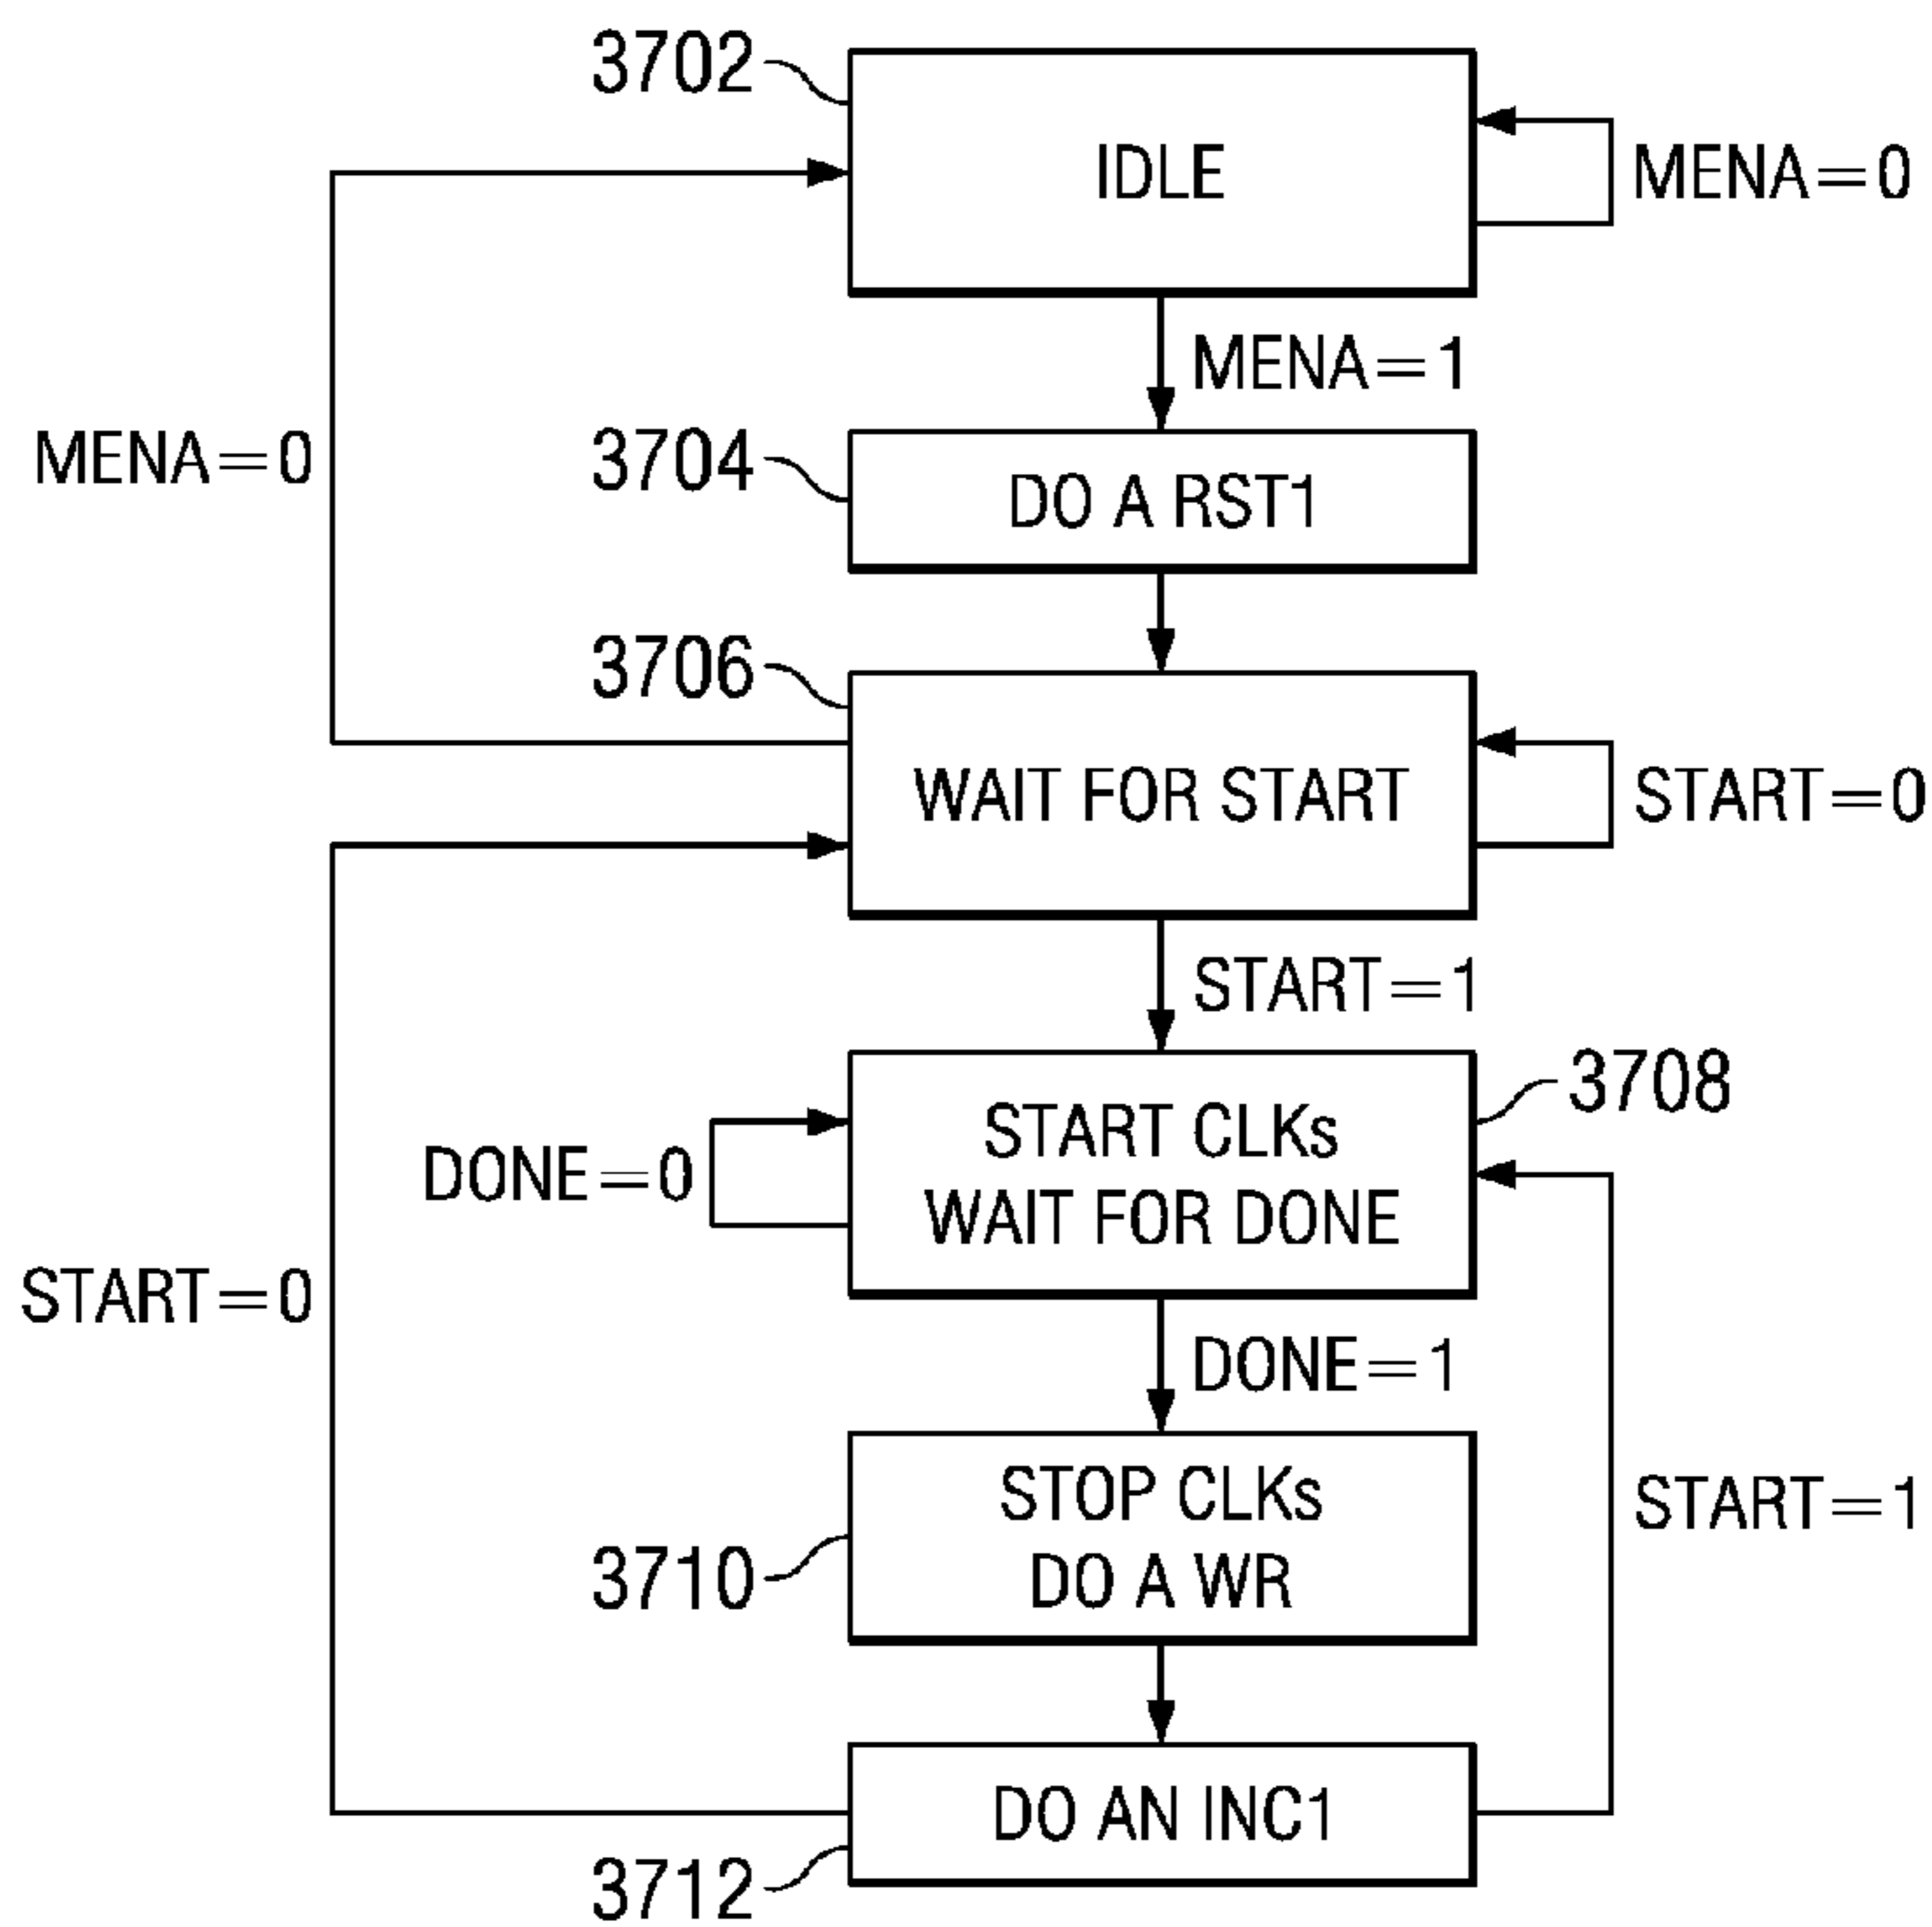 3702
IDLE
MENA=0
MENA=1
MENA=0
3704
DO A RST1
3706
WAIT FOR START
START=0
START=1
3708
START CLKs
WAIT FOR DONE
DONE=0
START=0
DONE=1
STOP CLKs
DO A WR
START=1
3710
DO AN INC1
3712